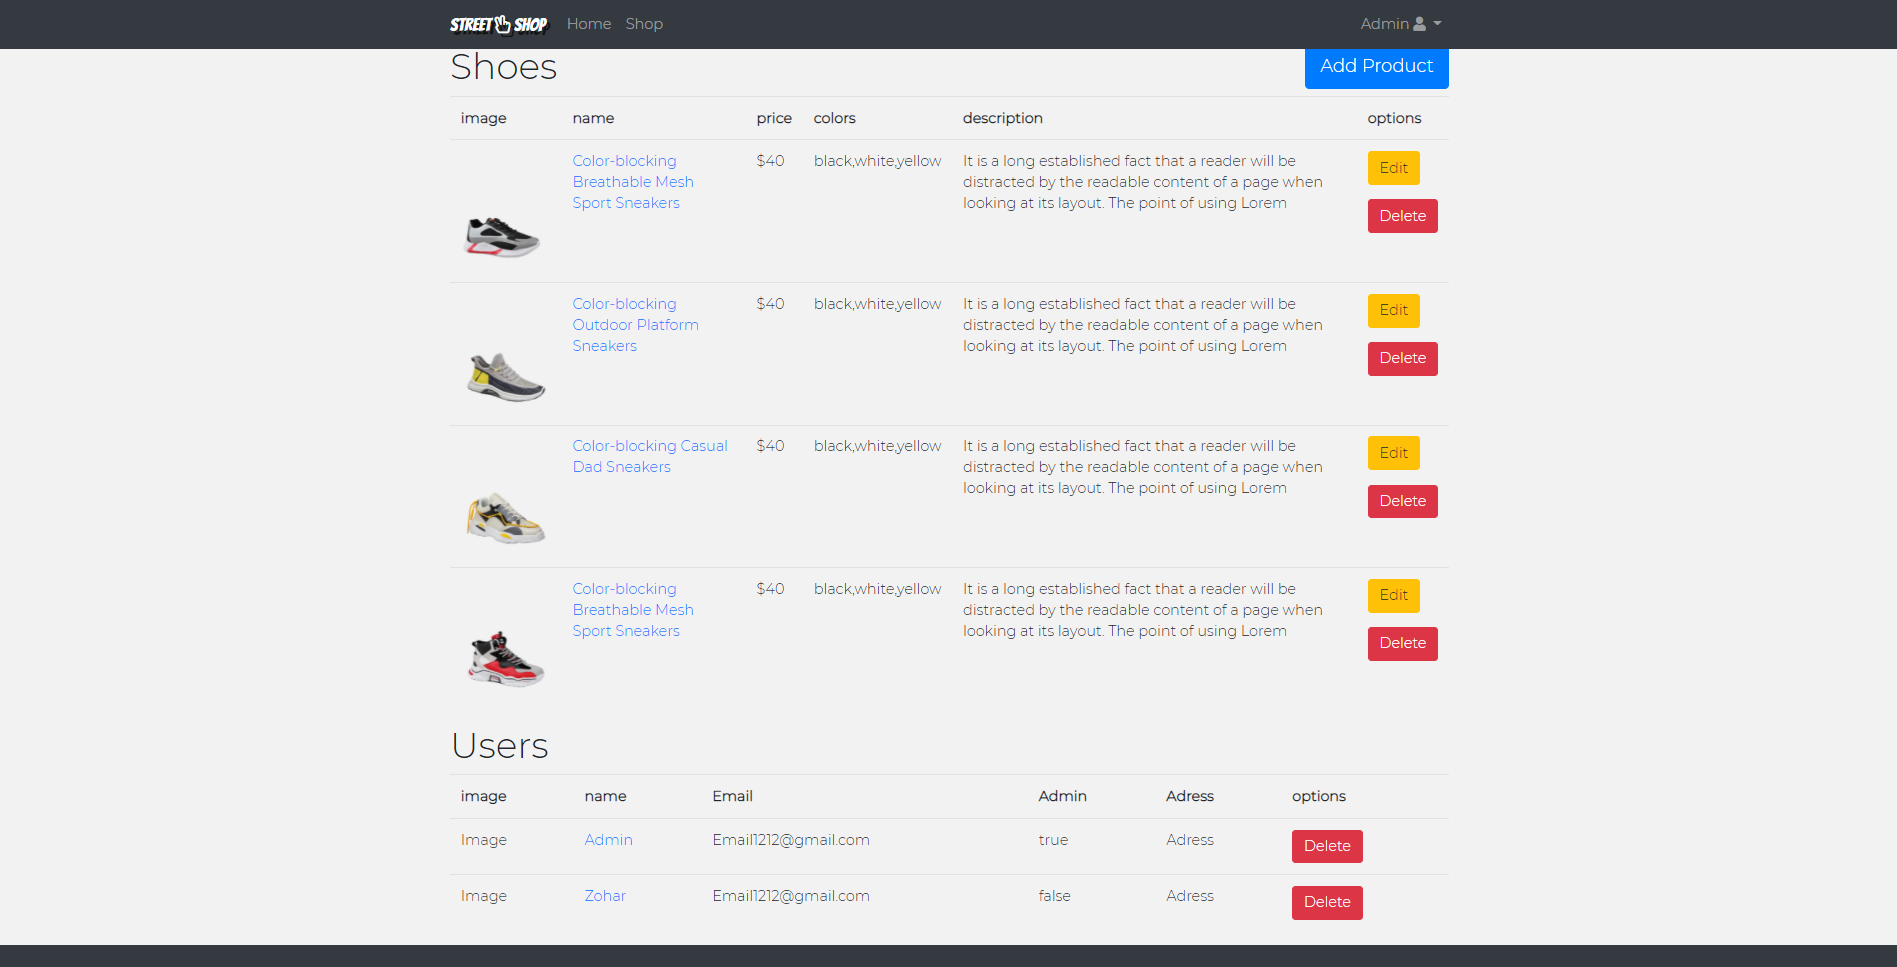 STREET SHOP Home Shop Admin
Shoes Add Product
image name price colors description options
Color-blocking $40 black,white,yellow It is a long established fact that a reader will be Edit
Breathable Mesh distracted by the readable content of a page when
Sport Sneakers looking at its layout. The point of using Lorem Delete
Color-blocking $40 black,white,yellow It is a long established fact that a reader will be Edit
Outdoor Platform distracted by the readable content of a page when
Sneakers looking at its layout. The point of using Lorem Delete
Color-blocking Casual $40 black,white,yellow It is a long established fact that a reader will be Edit
Dad Sneakers distracted by the readable content of a page when
looking at its layout. The point of using Lorem Delete
Color-blocking $40 black,white,yellow It is a long established fact that a reader will be Edit
Breathable Mesh distracted by the readable content of a page when
Sport Sneakers looking at its layout. The point of using Lorem Delete
Users
image name Email Admin Adress options
Image Admin Email1212@gmail.com true Adress Delete
Image Zohar Email1212@gmail.com false Adress Delete